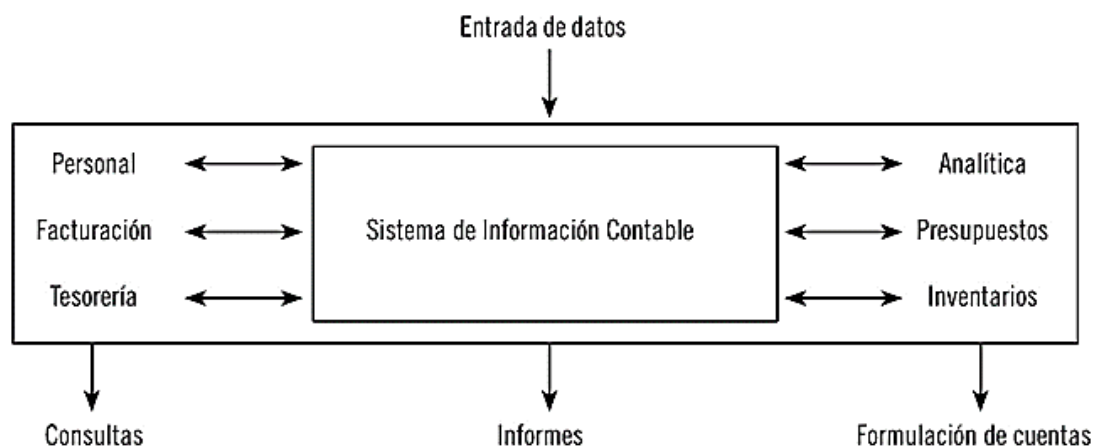 Entrada de datos
Personal
Analítica
Facturación
Sistema de Información Contable
Presupuestos
Tesorería
Inventarios
Consultas
Informes
Formulación de cuentas